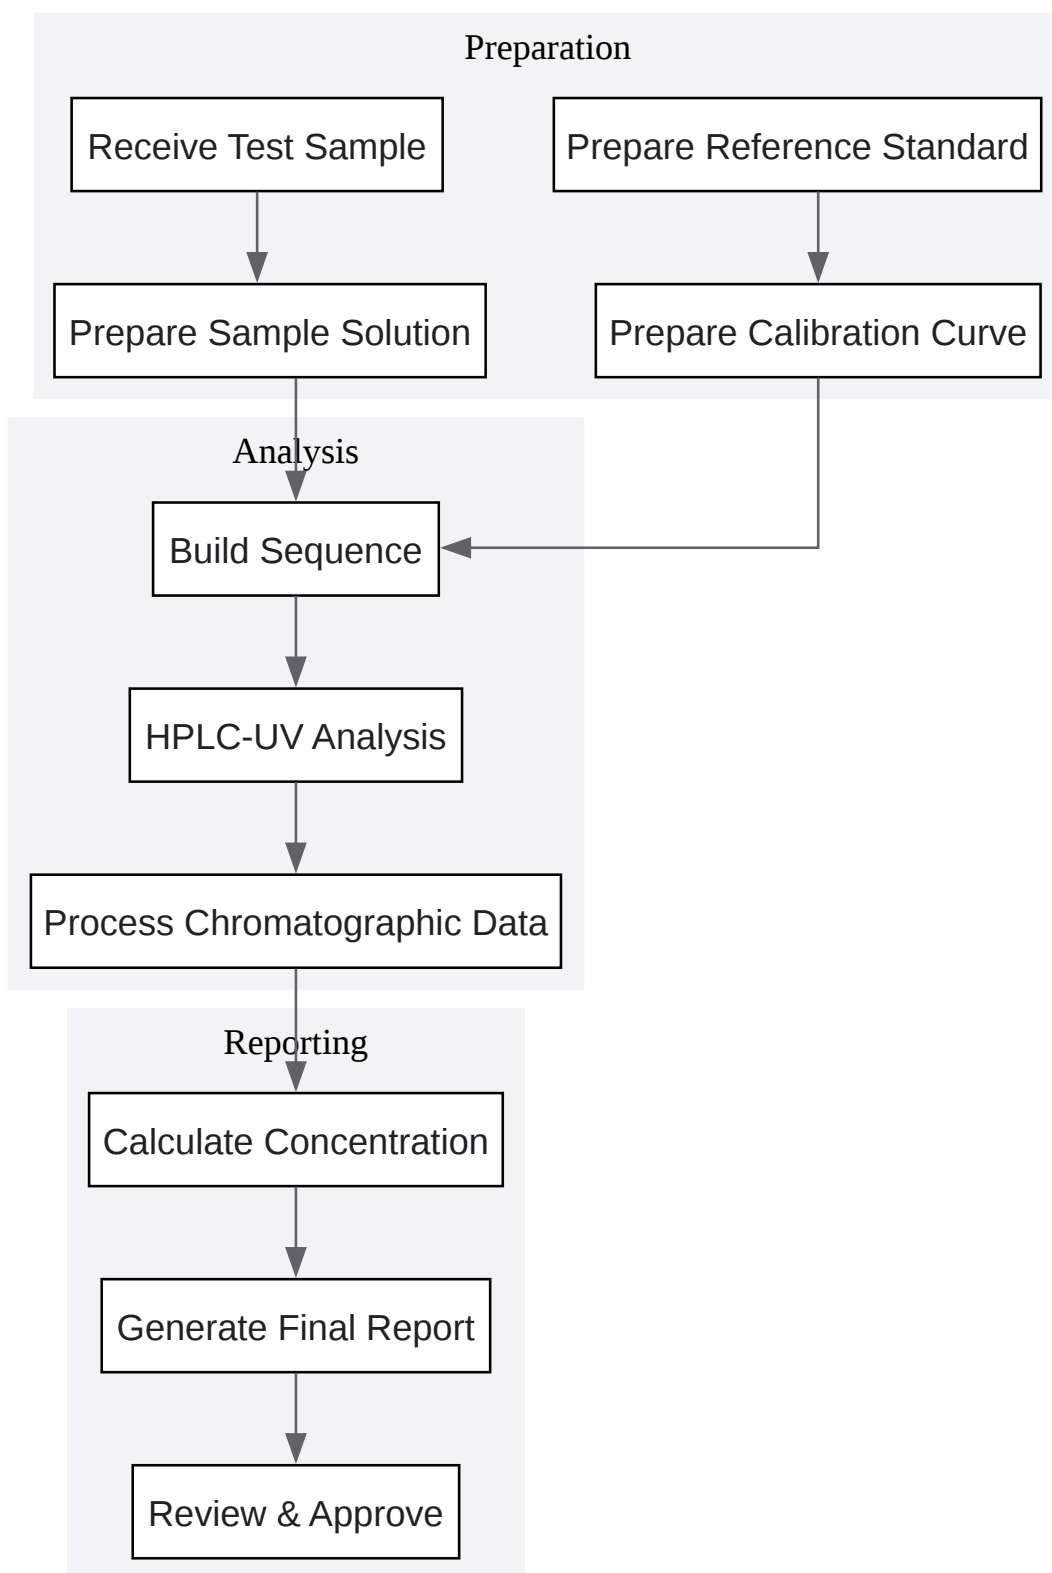 Preparation
Receive Test Sample
Prepare Reference Standard
Prepare Sample Solution
Prepare Calibration Curve
Analysis
Build Sequence
HPLC-UV Analysis
Process Chromatographic Data
Reporting
Calculate Concentration
Generate Final Report
Review & Approve